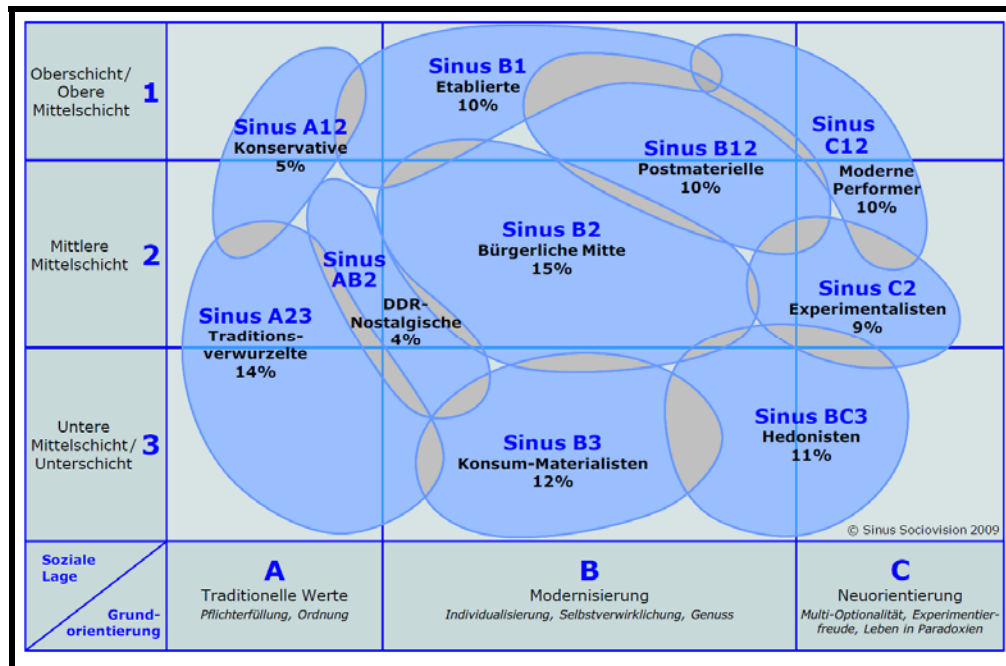 Oberschicht/
Obere
Mittelschicht
1
Sinus B1
Etablierte
10%
Sinus A12
Konservative
5%
Sinus B12
Postmaterielle
10%
Sinus
C12
Moderne
Performer
10%
Mittlere
Mittelschicht
2
Sinus B2
Bürgerliche Mitte
15%
Sinus
AB2
DDR-
Nostalgische
4%
Sinus A23
Traditions-
verwurzelte
14%
Sinus C2
Experimentalisten
9%
Untere
Mittelschicht/
Unterschicht
3
Sinus B3
Konsum-Materialisten
12%
Sinus BC3
Hedonisten
11%
© Sinus Sociovision 2009
Soziale
Lage
Grund-
orientierung
A
Traditionelle Werte
Pflichterfüllung, Ordnung
B
Modernisierung
Individualisierung, Selbstverwirklichung, Genuss
C
Neuorientierung
Multi-Optionalität, Experimentier-
freude, Leben in Paradoxien